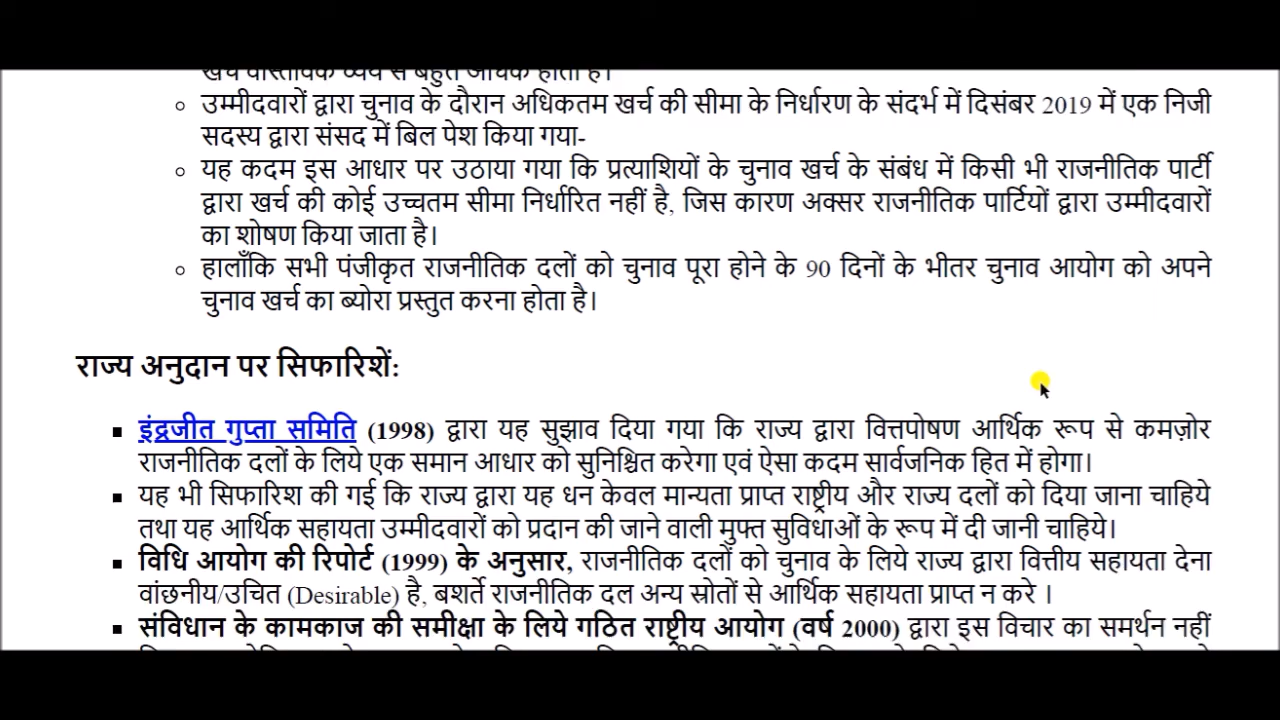 खर्च वास्तविक व्यय से बहुत अधिक होता है।
उम्मीदवारों द्वारा चुनाव के दौरान अधिकतम खर्च की सीमा के निर्धारण के संदर्भ में दिसंबर 2019 में एक निजी
सदस्य द्वारा संसद में बिल पेश किया गया-
यह कदम इस आधार पर उठाया गया कि प्रत्याशियों के चुनाव खर्च के संबंध में किसी भी राजनीतिक पार्टी
द्वारा खर्च की कोई उच्चतम सीमा निर्धारित नहीं है, जिस कारण अक्सर राजनीतिक पार्टियों द्वारा उम्मीदवारों
का शोषण किया जाता है।
हालाँकि सभी पंजीकृत राजनीतिक दलों को चुनाव पूरा होने के 90 दिनों के भीतर चुनाव आयोग को अपने
चुनाव खर्च का ब्योरा प्रस्तुत करना होता है।
राज्य अनुदान पर सिफारिशें:
इंद्रजीत गुप्ता समिति (1998) द्वारा यह सुझाव दिया गया कि राज्य द्वारा वित्तपोषण आर्थिक रूप से कमज़ोर
राजनीतिक दलों के लिये एक समान आधार को सुनिश्चित करेगा एवं ऐसा कदम सार्वजनिक हित में होगा।
यह भी सिफारिश की गई कि राज्य द्वारा यह धन केवल मान्यता प्राप्त राष्ट्रीय और राज्य दलों को दिया जाना चाहिये
तथा यह आर्थिक सहायता उम्मीदवारों को प्रदान की जाने वाली मुफ्त सुविधाओं के रूप में दी जानी चाहिये।
विधि आयोग की रिपोर्ट (1999) के अनुसार, राजनीतिक दलों को चुनाव के लिये राज्य द्वारा वित्तीय सहायता देना
वांछनीय/उचित (Desirable) है, बशर्ते राजनीतिक दल अन्य स्रोतों से आर्थिक सहायता प्राप्त न करे ।
संविधान के कामकाज की समीक्षा के लिये गठित राष्ट्रीय आयोग (वर्ष 2000) द्वारा इस विचार का समर्थन नहीं